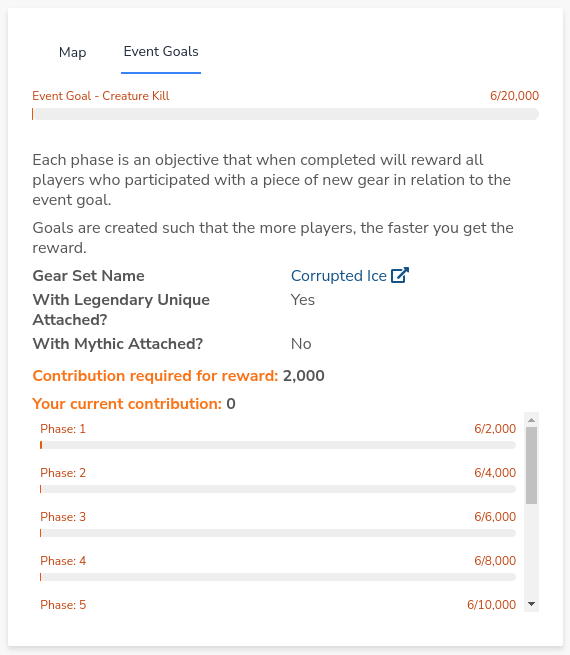 Map
Event Goals
Event Goal - Creature Kill
6/20,000
Each phase is an objective that when completed will reward all
players who participated with a piece of new gear in relation to the
event goal.
Goals are created such that the more players, the faster you get the
reward.
Gear Set Name
Corrupted Ice
With Legendary Unique
Attached?
Yes
With Mythic Attached?
No
Contribution required for reward: 2,000
Your current contribution: 0
Phase: 1
6/2,000
Phase: 2
6/4,000
Phase: 3
6/6,000
Phase: 4
6/8,000
Phase: 5
6/10,000